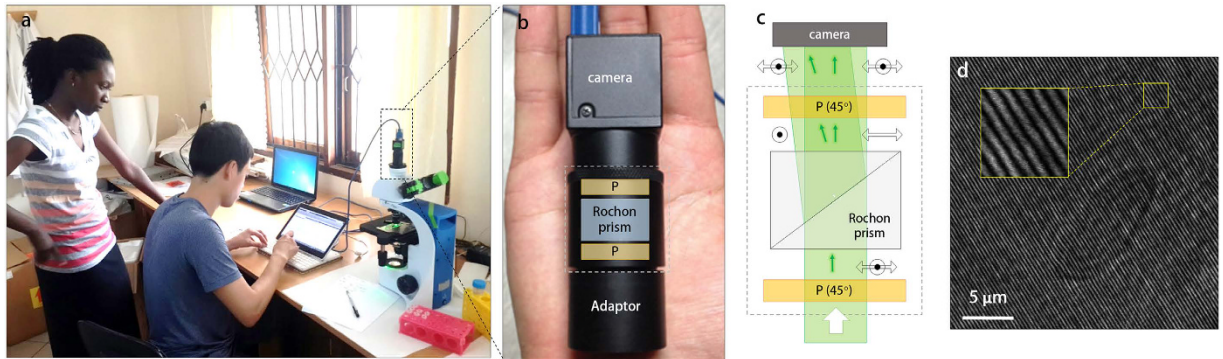 a
b
camera
P
Rochon
prism
P
Adaptor
c
camera
P (45°)
Rochon
prism
P (45°)
d
5 μm